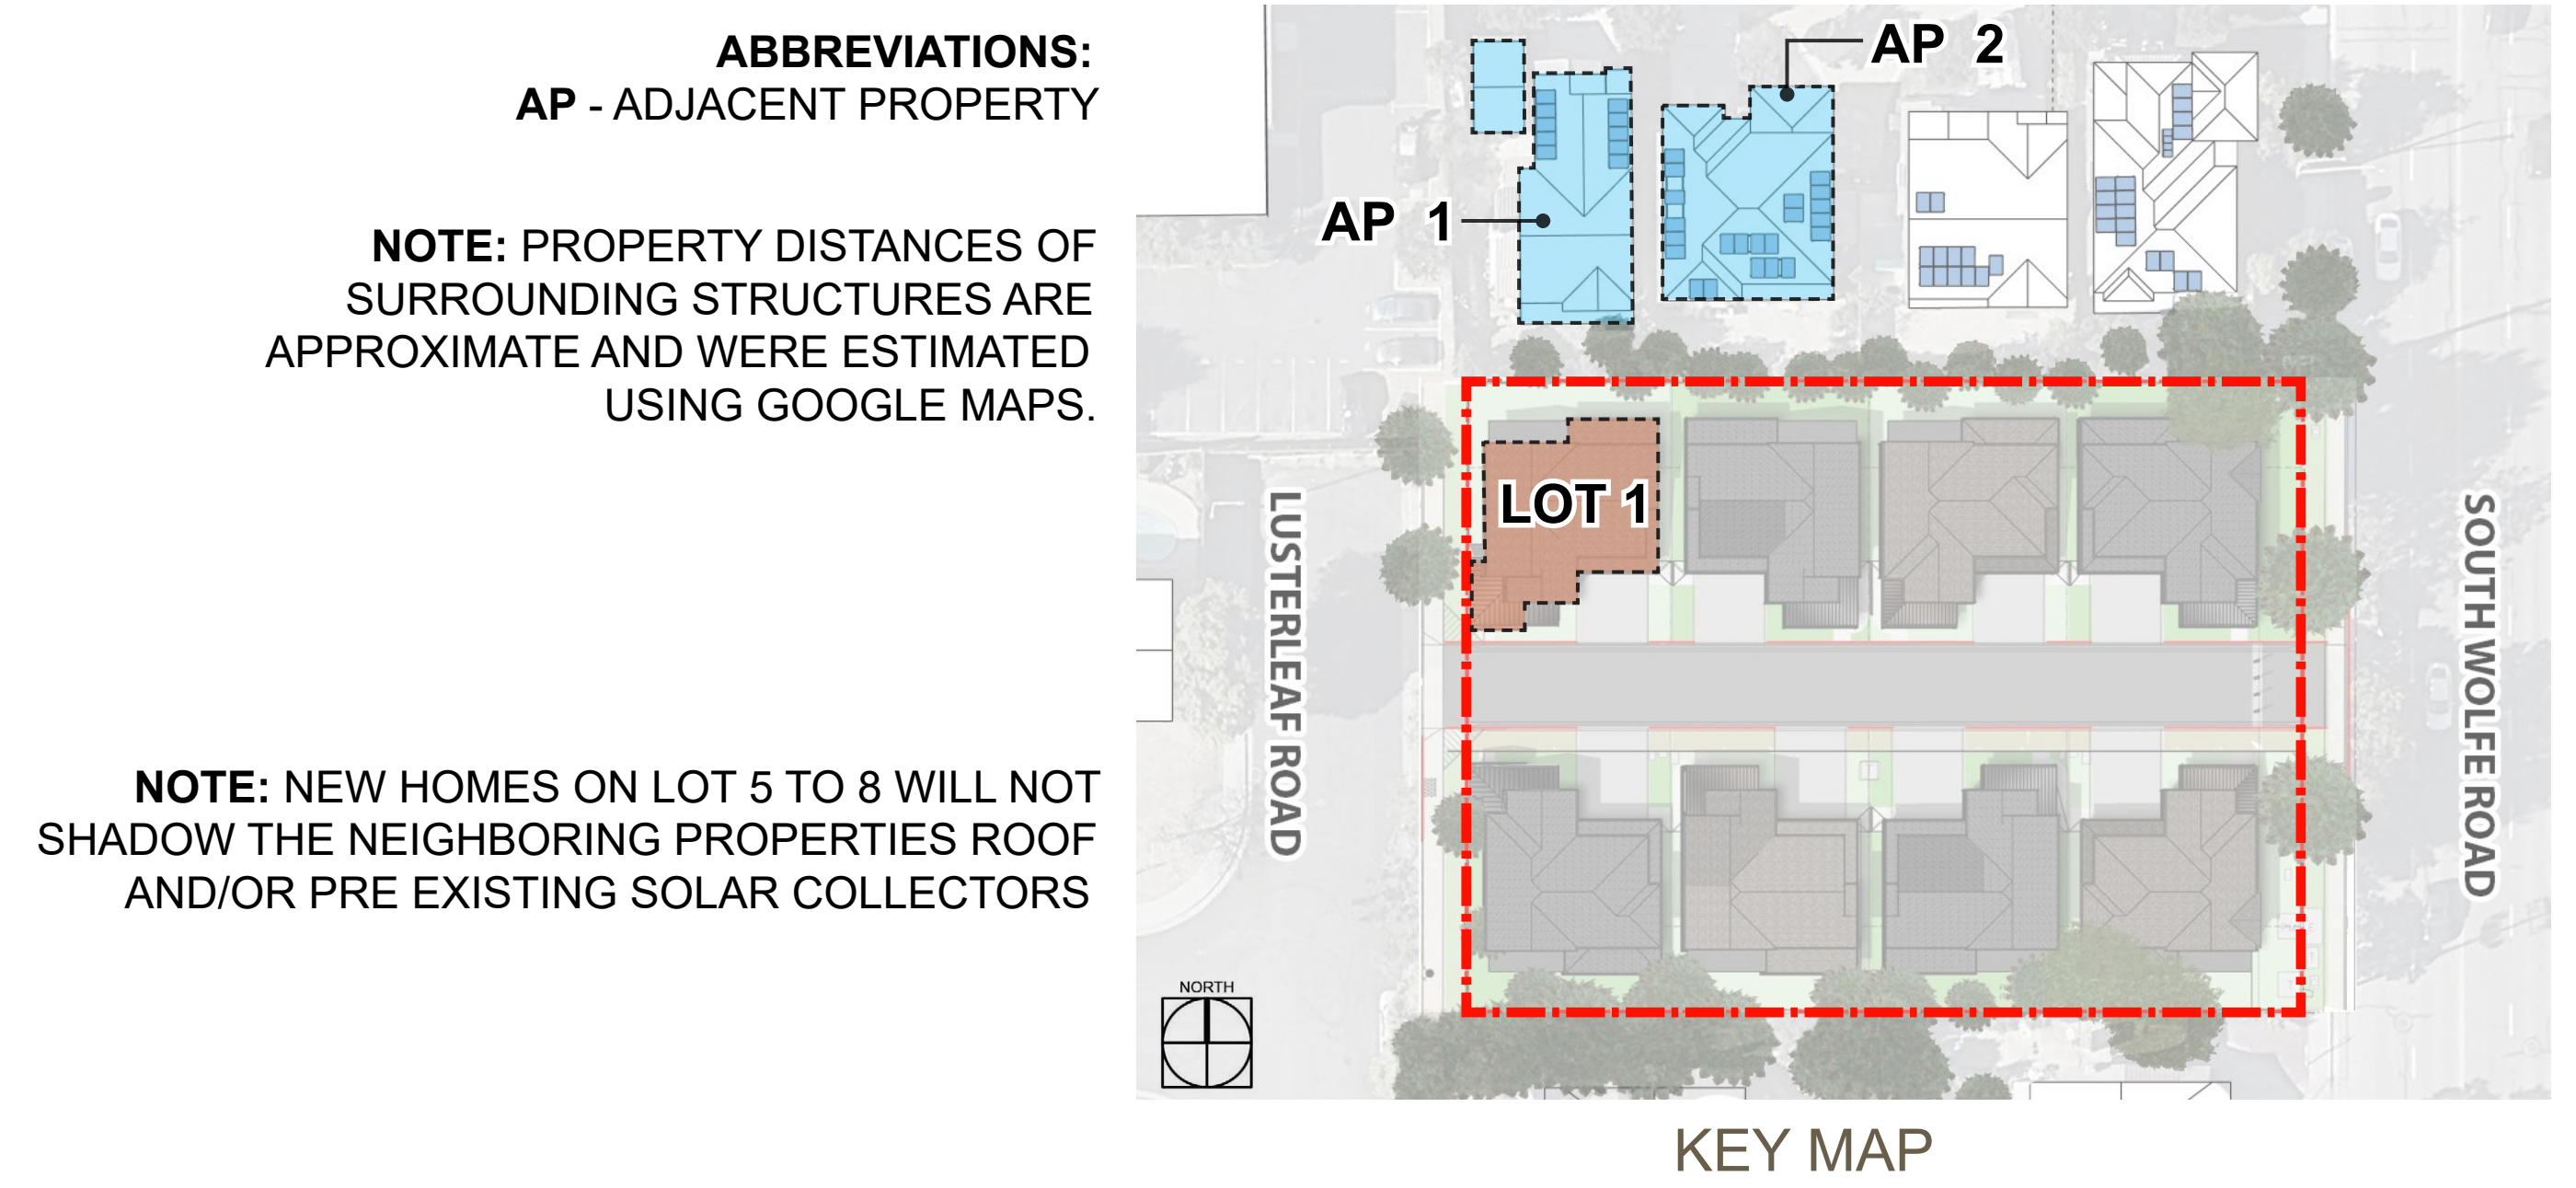 ABBREVIATIONS:
AP - ADJACENT PROPERTY
NOTE: PROPERTY DISTANCES OF
SURROUNDING STRUCTURES ARE
APPROXIMATE AND WERE ESTIMATED
USING GOOGLE MAPS.
NOTE: NEW HOMES ON LOT 5 TO 8 WILL NOT
SHADOW THE NEIGHBORING PROPERTIES ROOF
AND/OR PRE EXISTING SOLAR COLLECTORS
AP 2
AP 1
LOT 1
LUSTERLEAF ROAD
SOUTH WOLFE ROAD
NORTH
KEY MAP